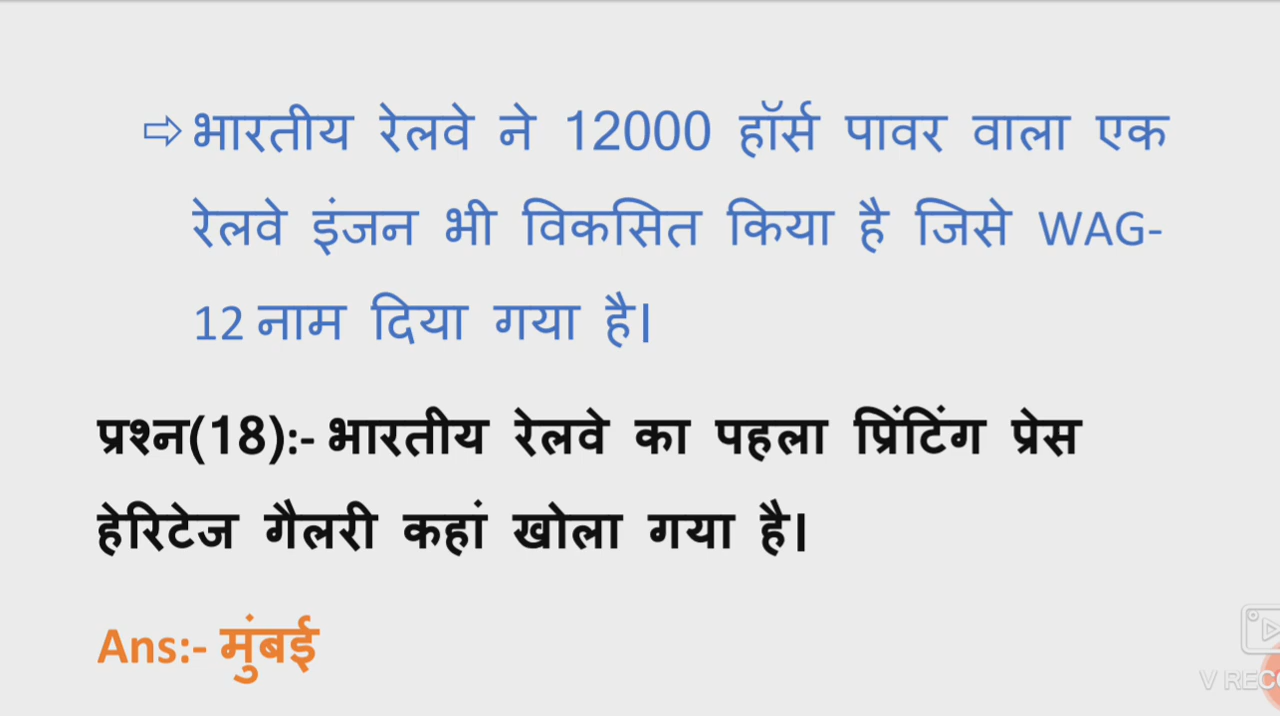 ⇨भारतीय रेलवे ने 12000 हॉर्स पावर वाला एक
रेलवे इंजन भी विकसित किया है जिसे WAG-
12 नाम दिया गया है।
प्रश्न(18):- भारतीय रेलवे का पहला प्रिंटिंग प्रेस
हेरिटेज गैलरी कहां खोला गया है।
Ans:- मुंबई